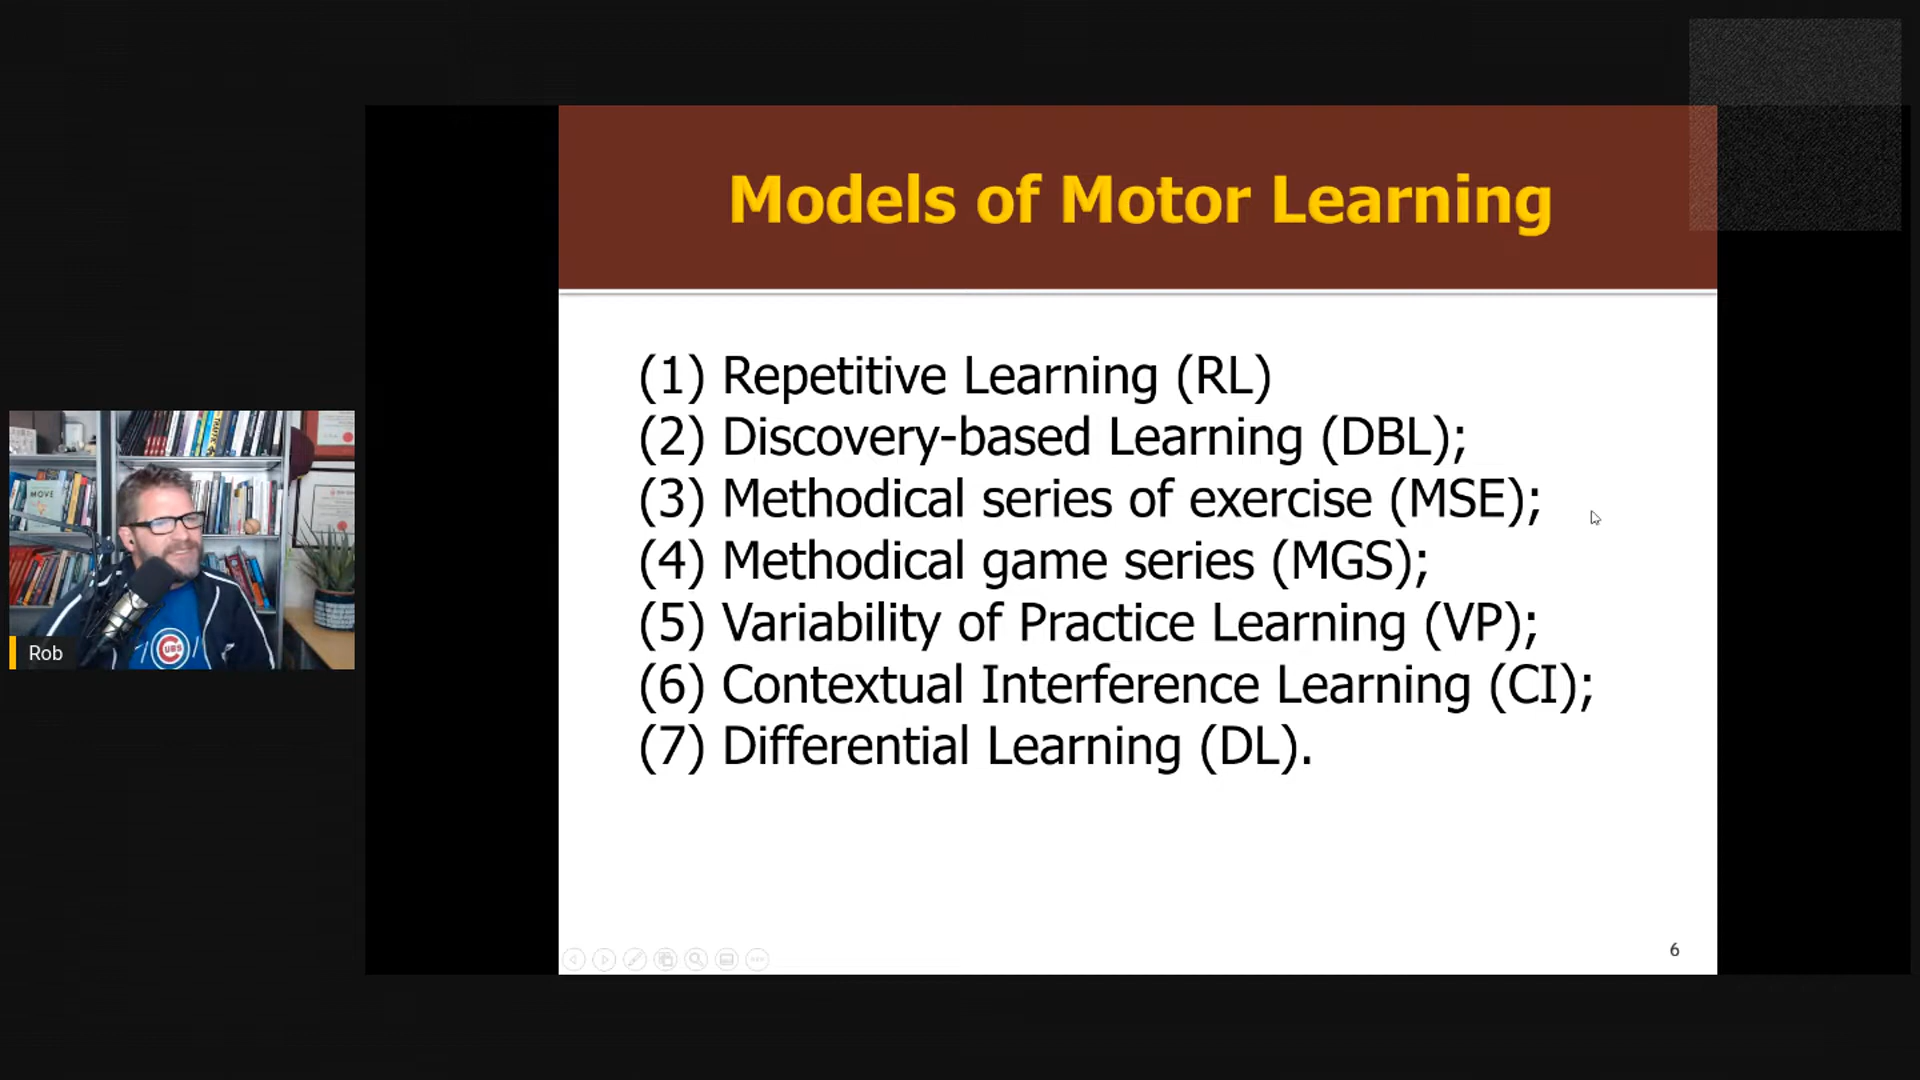 Models of Motor Learning
(1) Repetitive Learning (RL)
(2) Discovery-based Learning (DBL);
(3) Methodical series of exercise (MSE);
(4) Methodical game series (MGS);
(5) Variability of Practice Learning (VP);
(6) Contextual Interference Learning (CI);
(7) Differential Learning (DL).
6
MOVE
CUBS
Rob